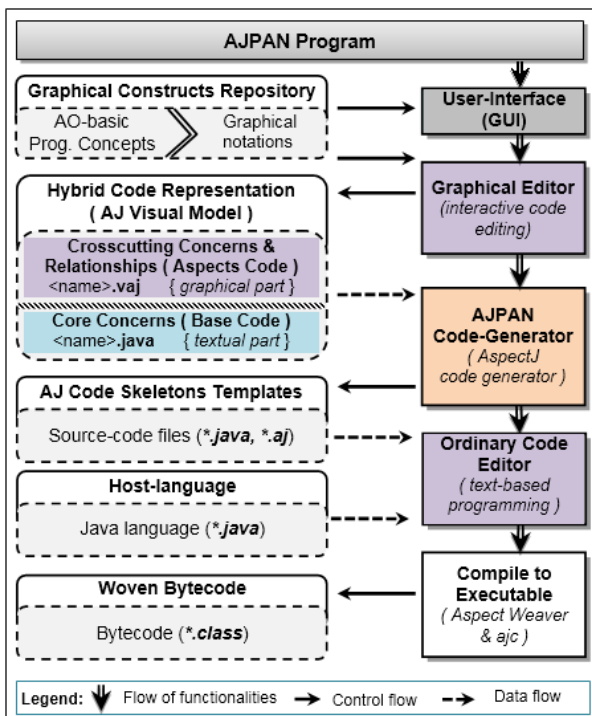 AJPAN Program
Graphical Constructs Repository
AO-basic
Prog. Concepts
Graphical
notations
User-Interface
(GUI)
Hybrid Code Representation
( AJ Visual Model )
Crosscutting Concerns &
Relationships ( Aspects Code )
<name>.vaj { graphical part }
Core Concerns ( Base Code )
<name>.java { textual part }
Graphical Editor
(interactive code
editing)
AJPAN
Code-Generator
( AspectJ
code generator )
AJ Code Skeletons Templates
Source-code files (*.java, *.aj)
Ordinary Code
Editor
( text-based
programming )
Host-language
Java language (*.java)
Woven Bytecode
Bytecode (*.class)
Compile to
Executable
( Aspect Weaver
& ajc )
Legend: Flow of functionalities Control flow Data flow